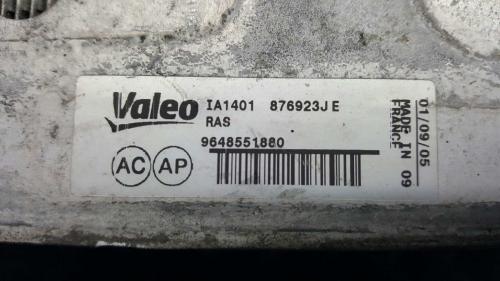 Valeo IA1401 876923J E
RAS
9648551880
AC AP
01/09/05
MADE IN 09
FRANCE